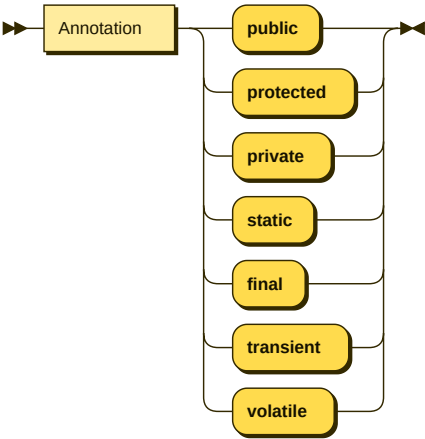 Annotation
public
protected
private
static
final
transient
volatile